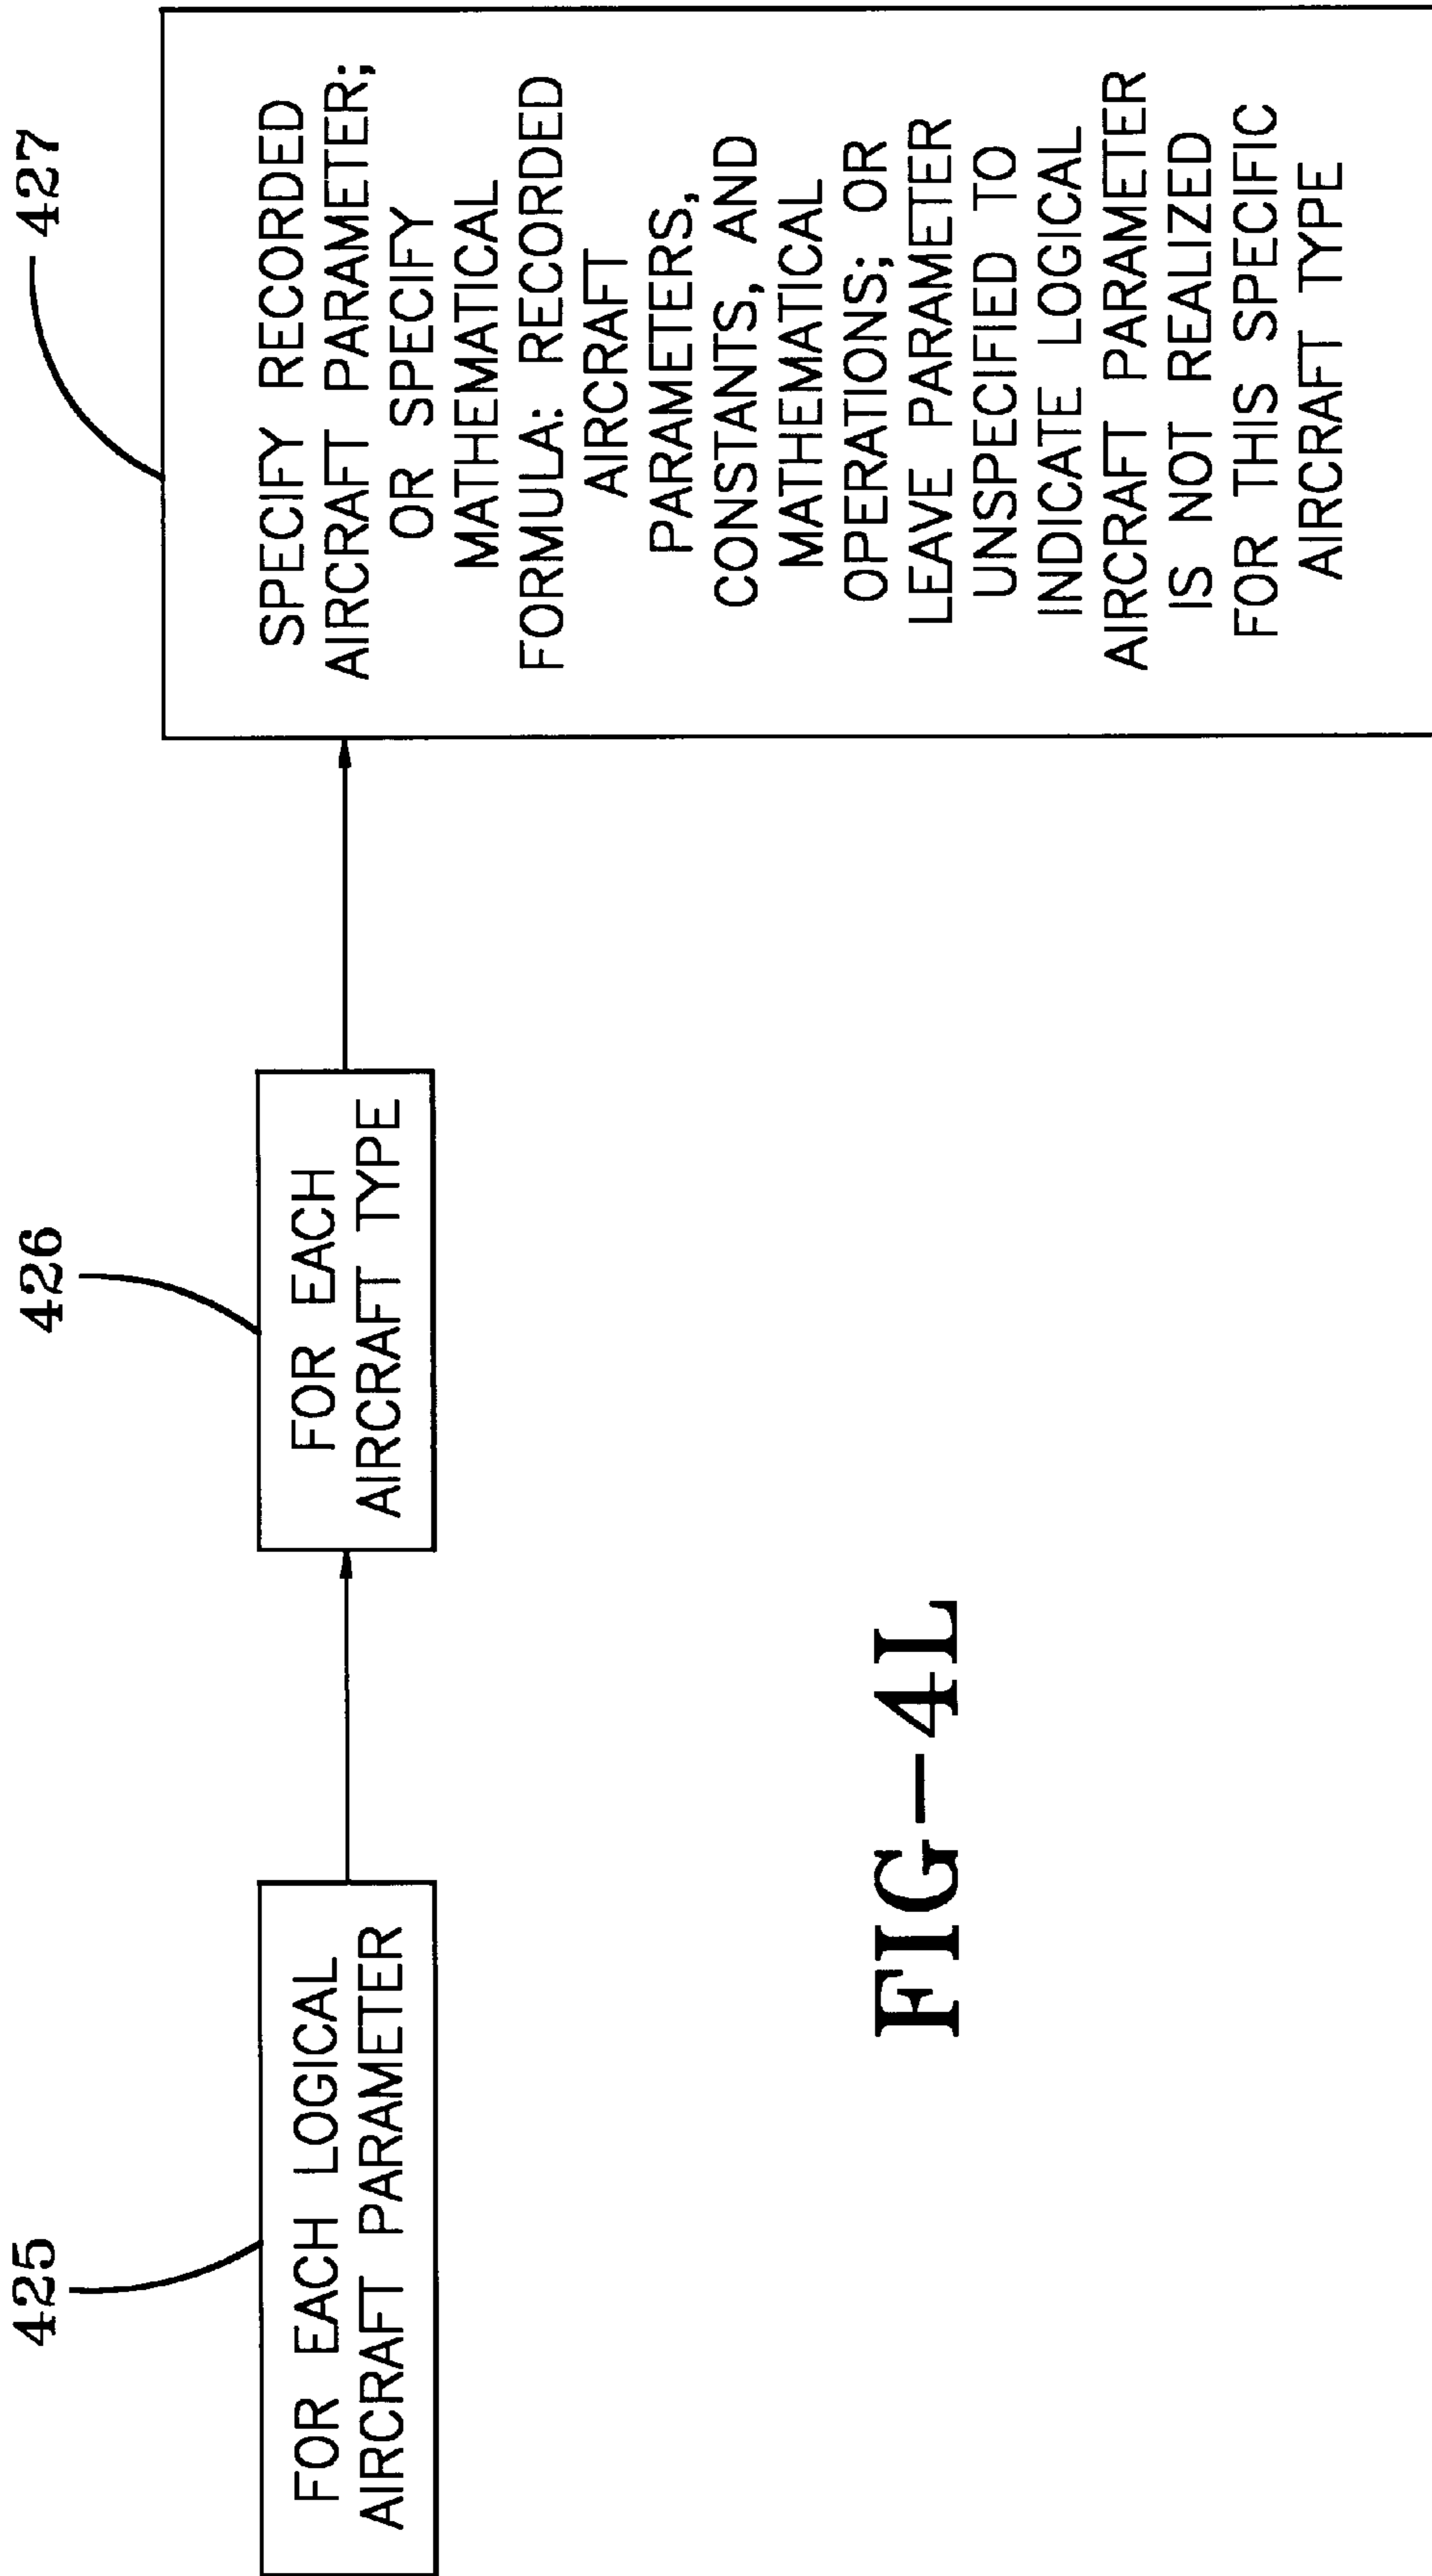 425
FOR EACH LOGICAL
AIRCRAFT PARAMETER
426
FOR EACH
AIRCRAFT TYPE
427
SPECIFY RECORDED
AIRCRAFT PARAMETER;
OR SPECIFY
MATHEMATICAL
FORMULA: RECORDED
AIRCRAFT
PARAMETERS,
CONSTANTS, AND
MATHEMATICAL
OPERATIONS; OR
LEAVE PARAMETER
UNSPECIFIED TO
INDICATE LOGICAL
AIRCRAFT PARAMETER
IS NOT REALIZED
FOR THIS SPECIFIC
AIRCRAFT TYPE
FIG-4L